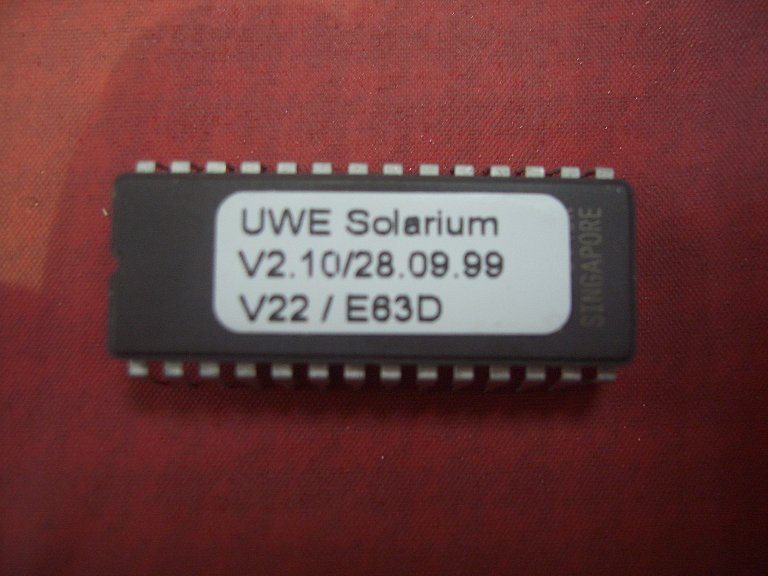 UWE Solarium
V2.10/28.09.99
V22 / E63D
SINGAPORE